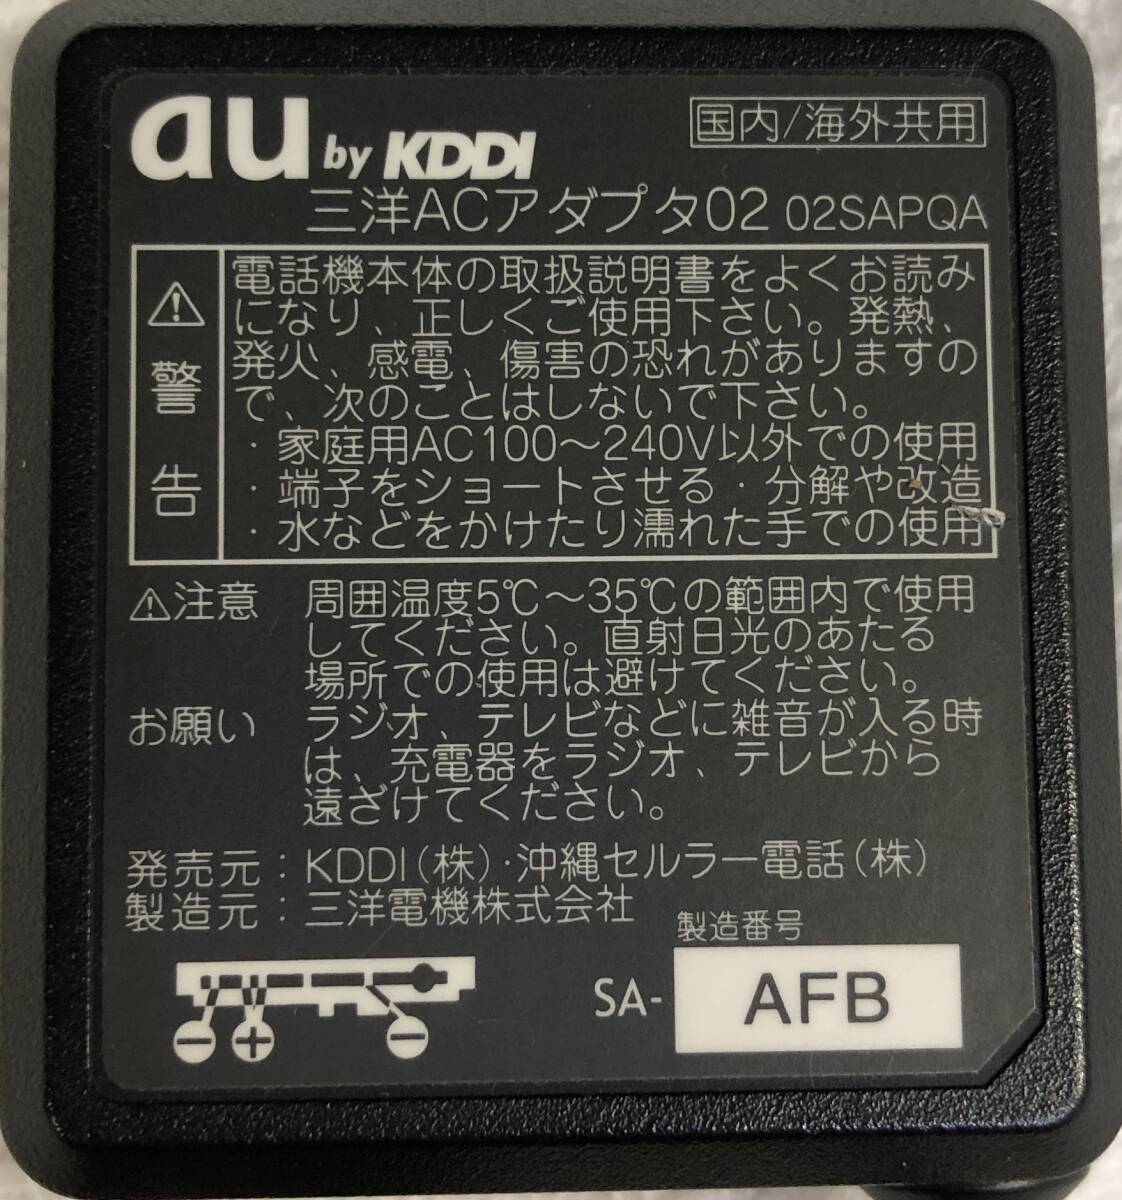 au by KDDI
国内/海外共用
三洋ACアダプタ02 02SAPQA
⚠警告
電話機本体の取扱説明書をよくお読み
になり、正しくご使用下さい。発熱、
発火、感電、傷害の恐れがありますの
で、次のことはしないで下さい。
・家庭用AC100～240V以外での使用
・端子をショートさせる・分解や改造
・水などをかけたり濡れた手での使用
⚠注意 周囲温度5℃～35℃の範囲内で使用
してください。直射日光のあたる
場所での使用は避けてください。
お願い ラジオ、テレビなどに雑音が入る時
は、充電器をラジオ、テレビから
遠ざけてください。
発売元：KDDI(株)・沖縄セルラー電話(株)
製造元：三洋電機株式会社
製造番号
SA- AFB
− + −